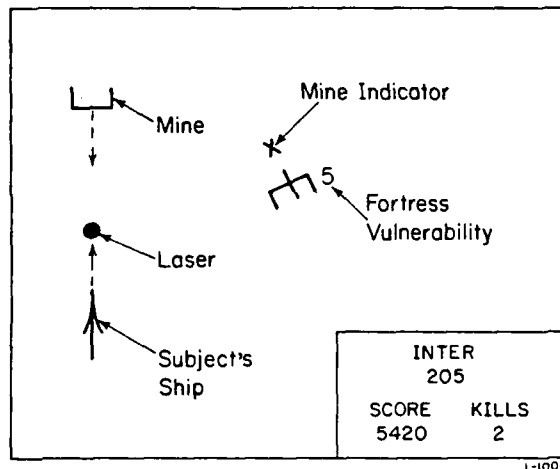 Mine Indicator
Mine
5
Fortress
Vulnerability
Laser
Subject's
Ship
INTER
205
SCORE KILLS
5420 2